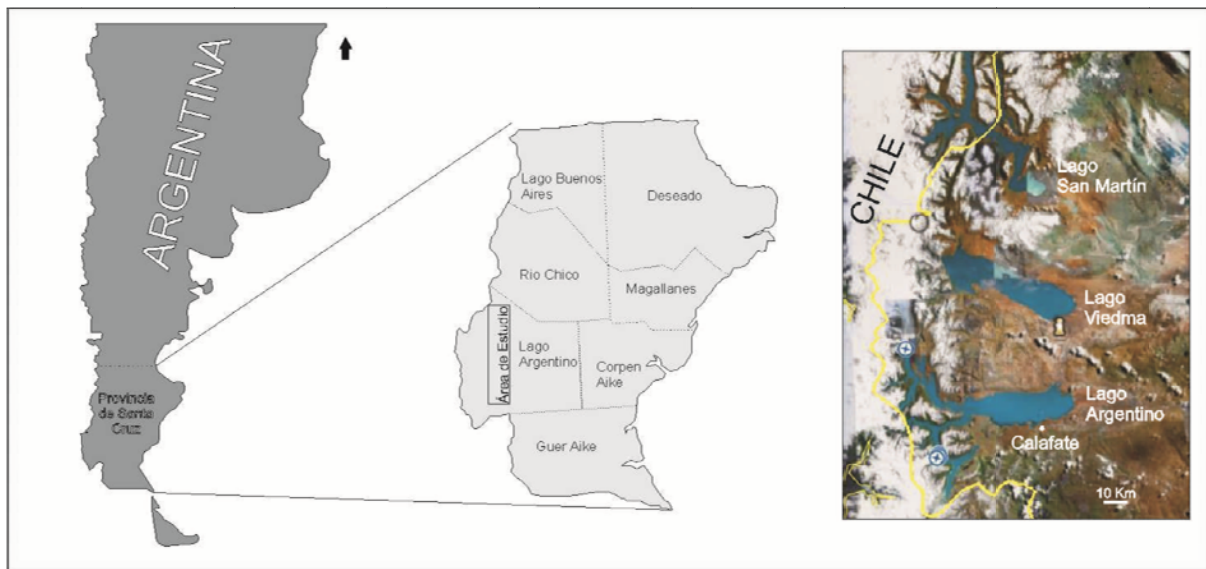 ARGENTINA
Provincia
de Santa
Cruz
Lago Buenos
Aires
Deseado
Rio Chico
Magallanes
Área de Estudio
Lago
Argentino
Corpen
Aike
Guer Aike
CHILE
Lago
San Martín
Lago
Viedma
Lago
Argentino
Calafate
10 Km